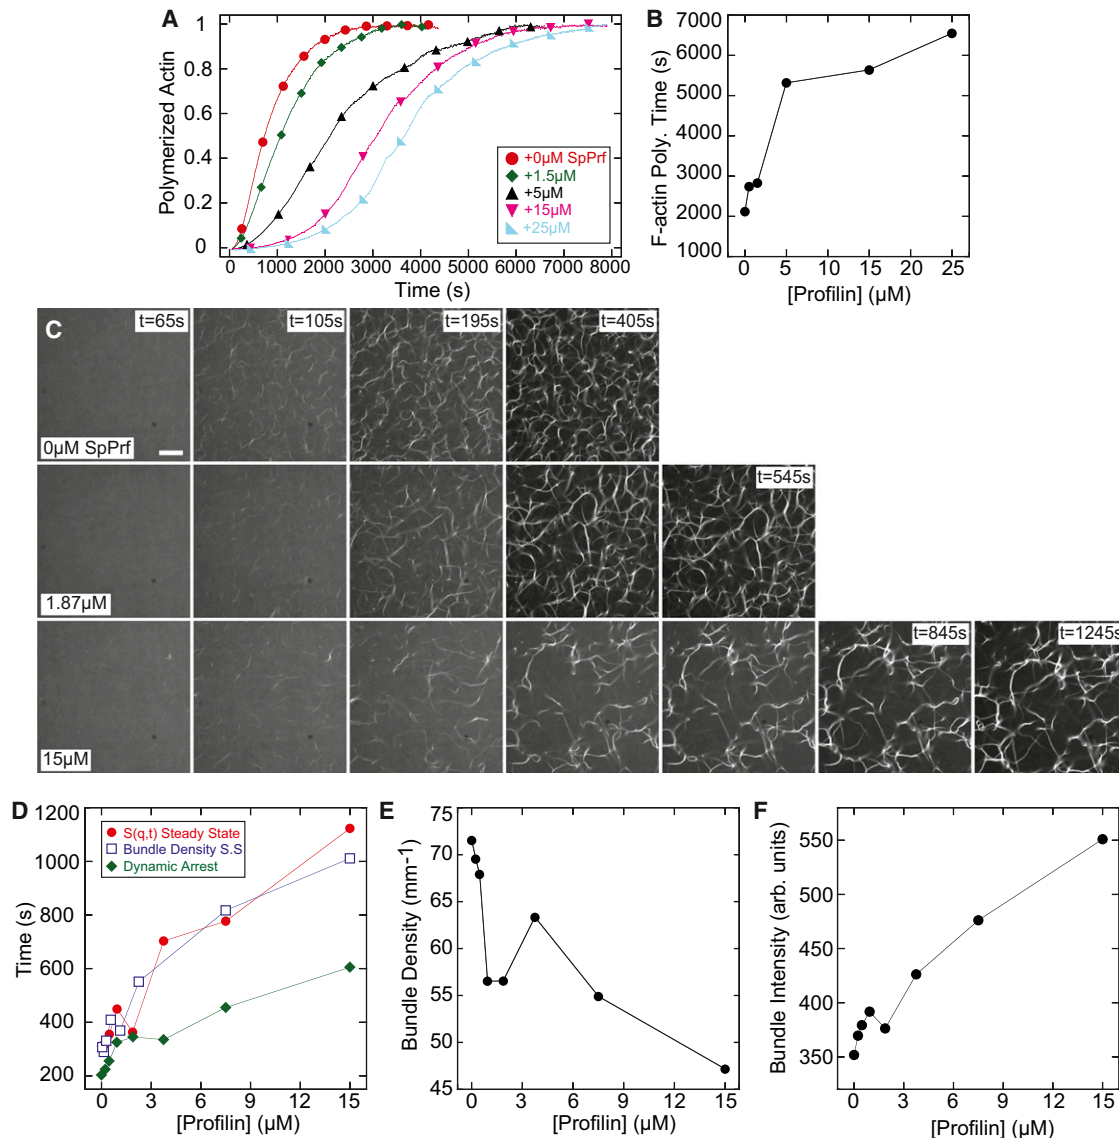 A
Polymerized Actin
1
0.8
0.6
0.4
0.2
0
0 1000 2000 3000 4000 5000 6000 7000 8000
Time (s)
+0µM SpPrf
+1.5µM
+5µM
+15µM
+25µM
B
F-actin Poly. Time (s)
7000
6000
5000
4000
3000
2000
1000
0 5 10 15 20 25
[Profilin] (µM)
C
t=65s
t=105s
t=195s
t=405s
0µM SpPrf
t=545s
1.87µM
t=845s
t=1245s
15µM
D
Time (s)
1200
1000
800
600
400
200
0 3 6 9 12 15
[Profilin] (µM)
S(q,t) Steady State
Bundle Density S.S
Dynamic Arrest
E
Bundle Density (mm-1)
75
70
65
60
55
50
45
0 3 6 9 12 15
[Profilin] (µM)
F
Bundle Intensity (arb. units)
550
500
450
400
350
0 3 6 9 12 15
[Profilin] (µM)